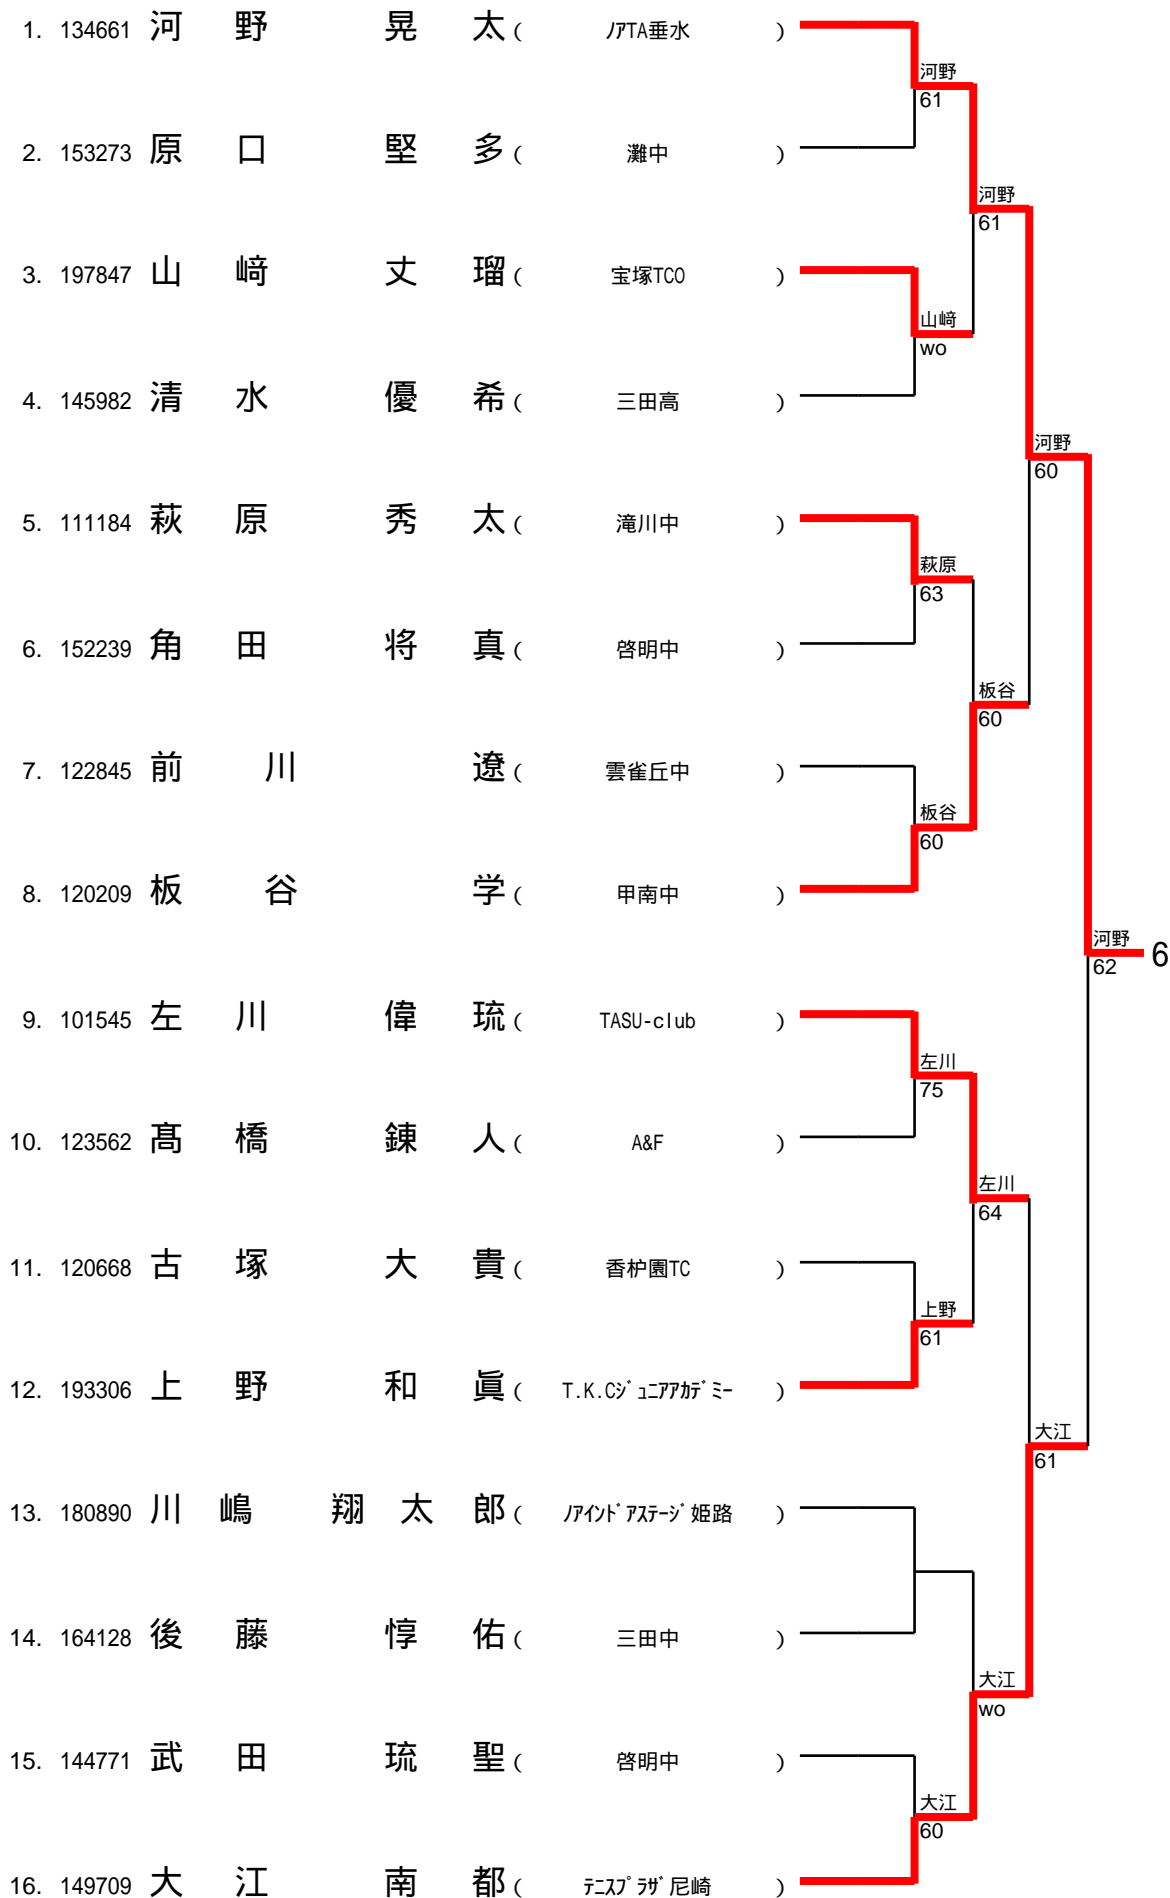 1. 134661 河野 晃太 ( ノアTA垂水 )
河野
61
2. 153273 原口 堅多 ( 灘中 )
河野
61
3. 197847 山﨑 丈瑠 ( 宝塚TCO )
山﨑
wo
4. 145982 清水 優希 ( 三田高 )
河野
60
5. 111184 萩原 秀太 ( 滝川中 )
萩原
63
6. 152239 角田 将真 ( 啓明中 )
板谷
60
7. 122845 前川 遼 ( 雲雀丘中 )
板谷
60
8. 120209 板谷 学 ( 甲南中 )
河野
62
6
9. 101545 左川 偉琉 ( TASU-club )
左川
75
10. 123562 髙橋 錬人 ( A&F )
左川
64
11. 120668 古塚 大貴 ( 香枦園TC )
上野
61
12. 193306 上野 和眞 ( T.K.Cｼﾞｭﾆｱｱｶﾃﾞﾐｰ )
大江
61
13. 180890 川嶋 翔太郎 ( ﾉｱｲﾝﾄﾞｱｽﾃｰｼﾞ姫路 )
14. 164128 後藤 惇佑 ( 三田中 )
大江
wo
15. 144771 武田 琉聖 ( 啓明中 )
大江
60
16. 149709 大江 南都 ( ﾃﾆｽﾌﾟﾗｻﾞ尼崎 )